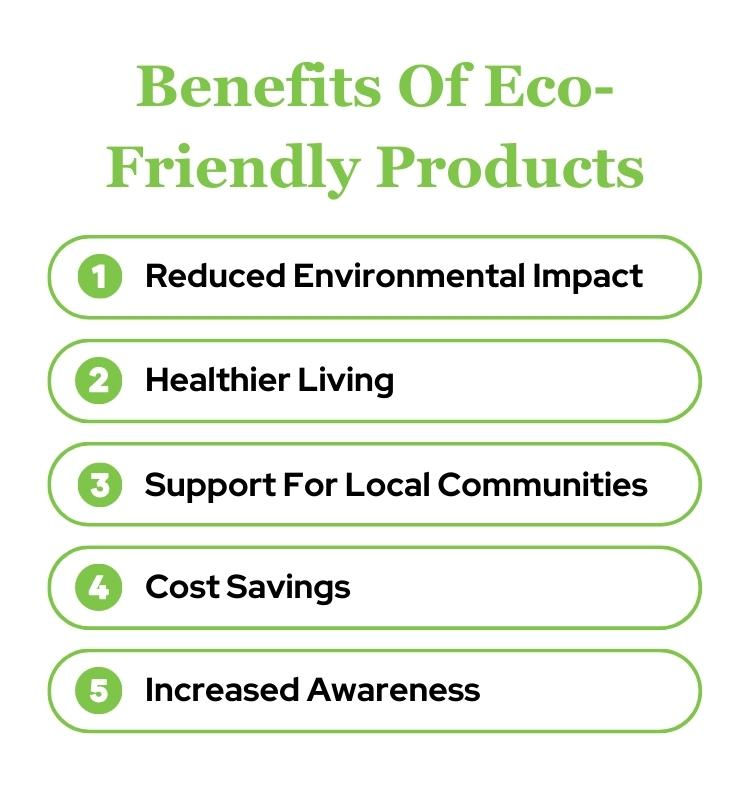 Benefits Of Eco-
Friendly Products
1 Reduced Environmental Impact
2 Healthier Living
3 Support For Local Communities
4 Cost Savings
5 Increased Awareness